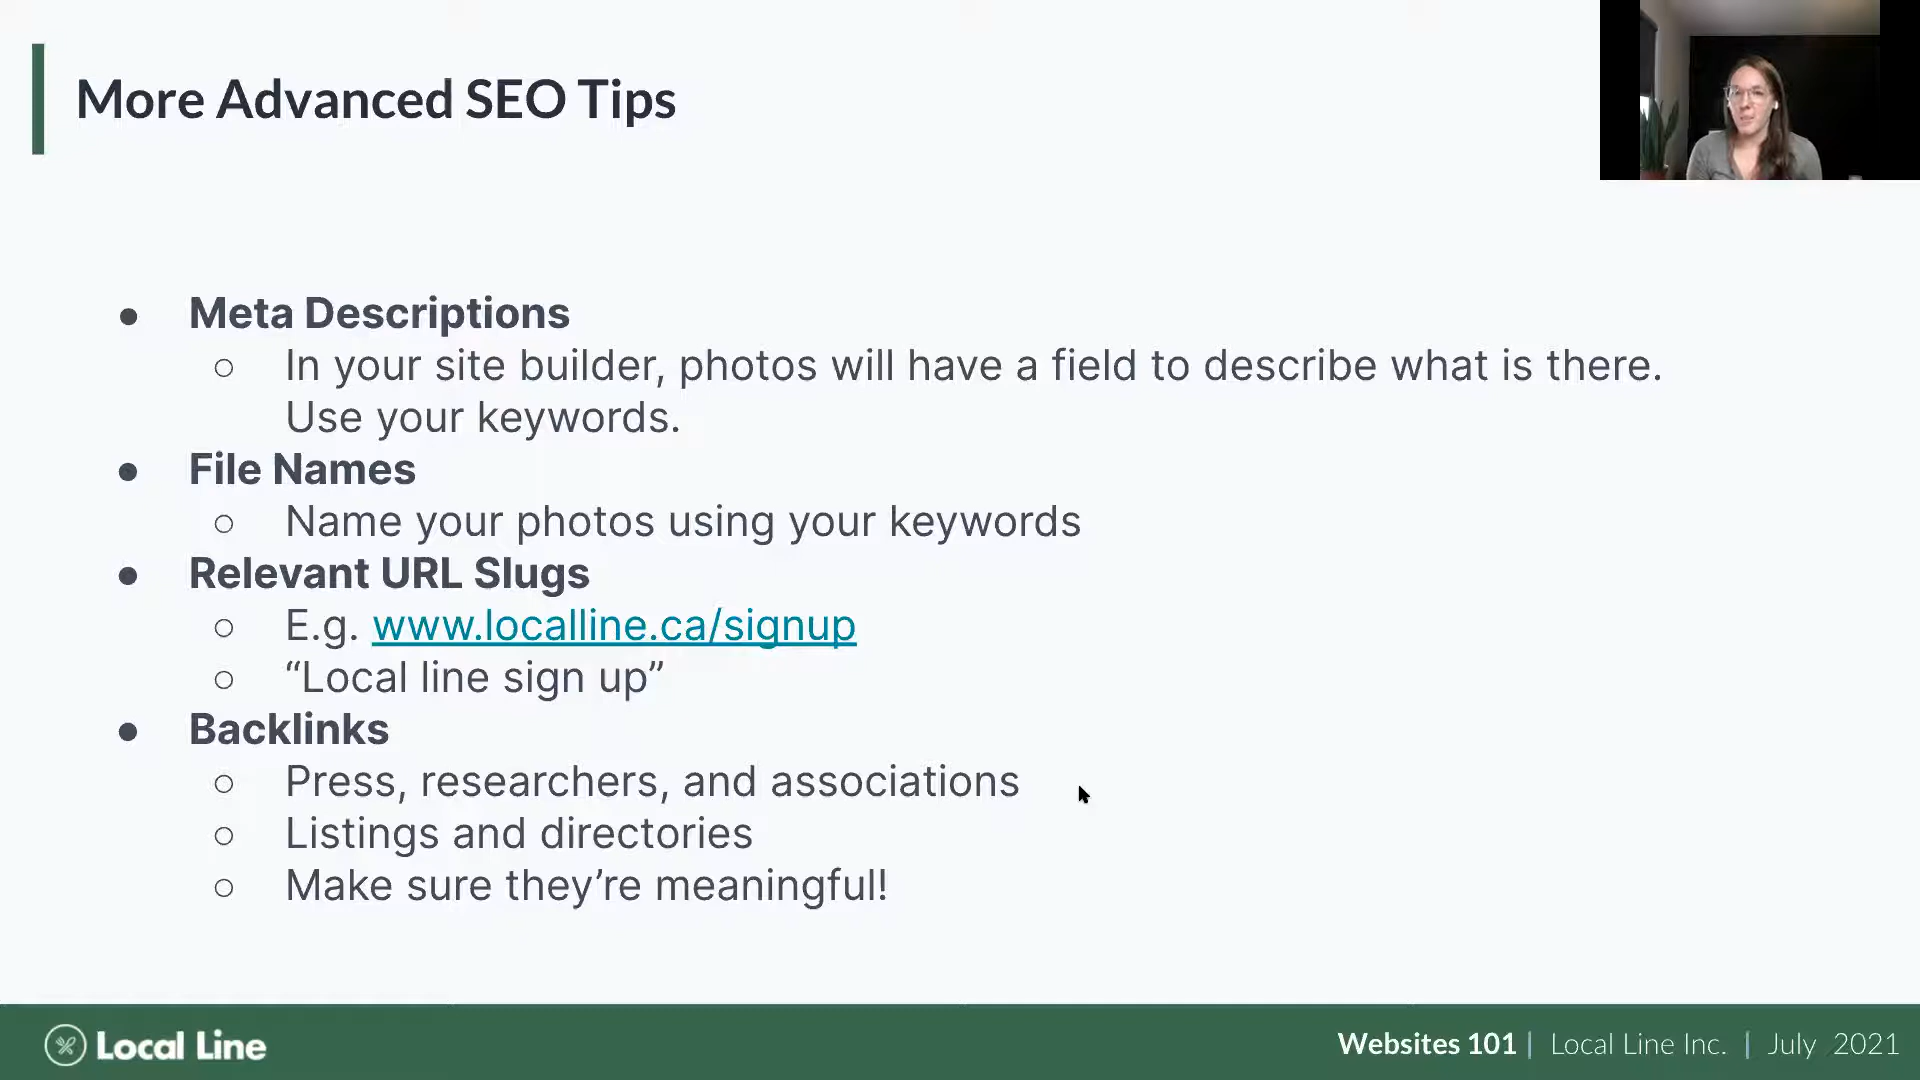 More Advanced SEO Tips
● Meta Descriptions
○ In your site builder, photos will have a field to describe what is there.
Use your keywords.
● File Names
○ Name your photos using your keywords
● Relevant URL Slugs
○ E.g. www.localline.ca/signup
○ “Local line sign up”
● Backlinks
○ Press, researchers, and associations
○ Listings and directories
○ Make sure they’re meaningful!
Local Line
Websites 101 | Local Line Inc. | July 2021